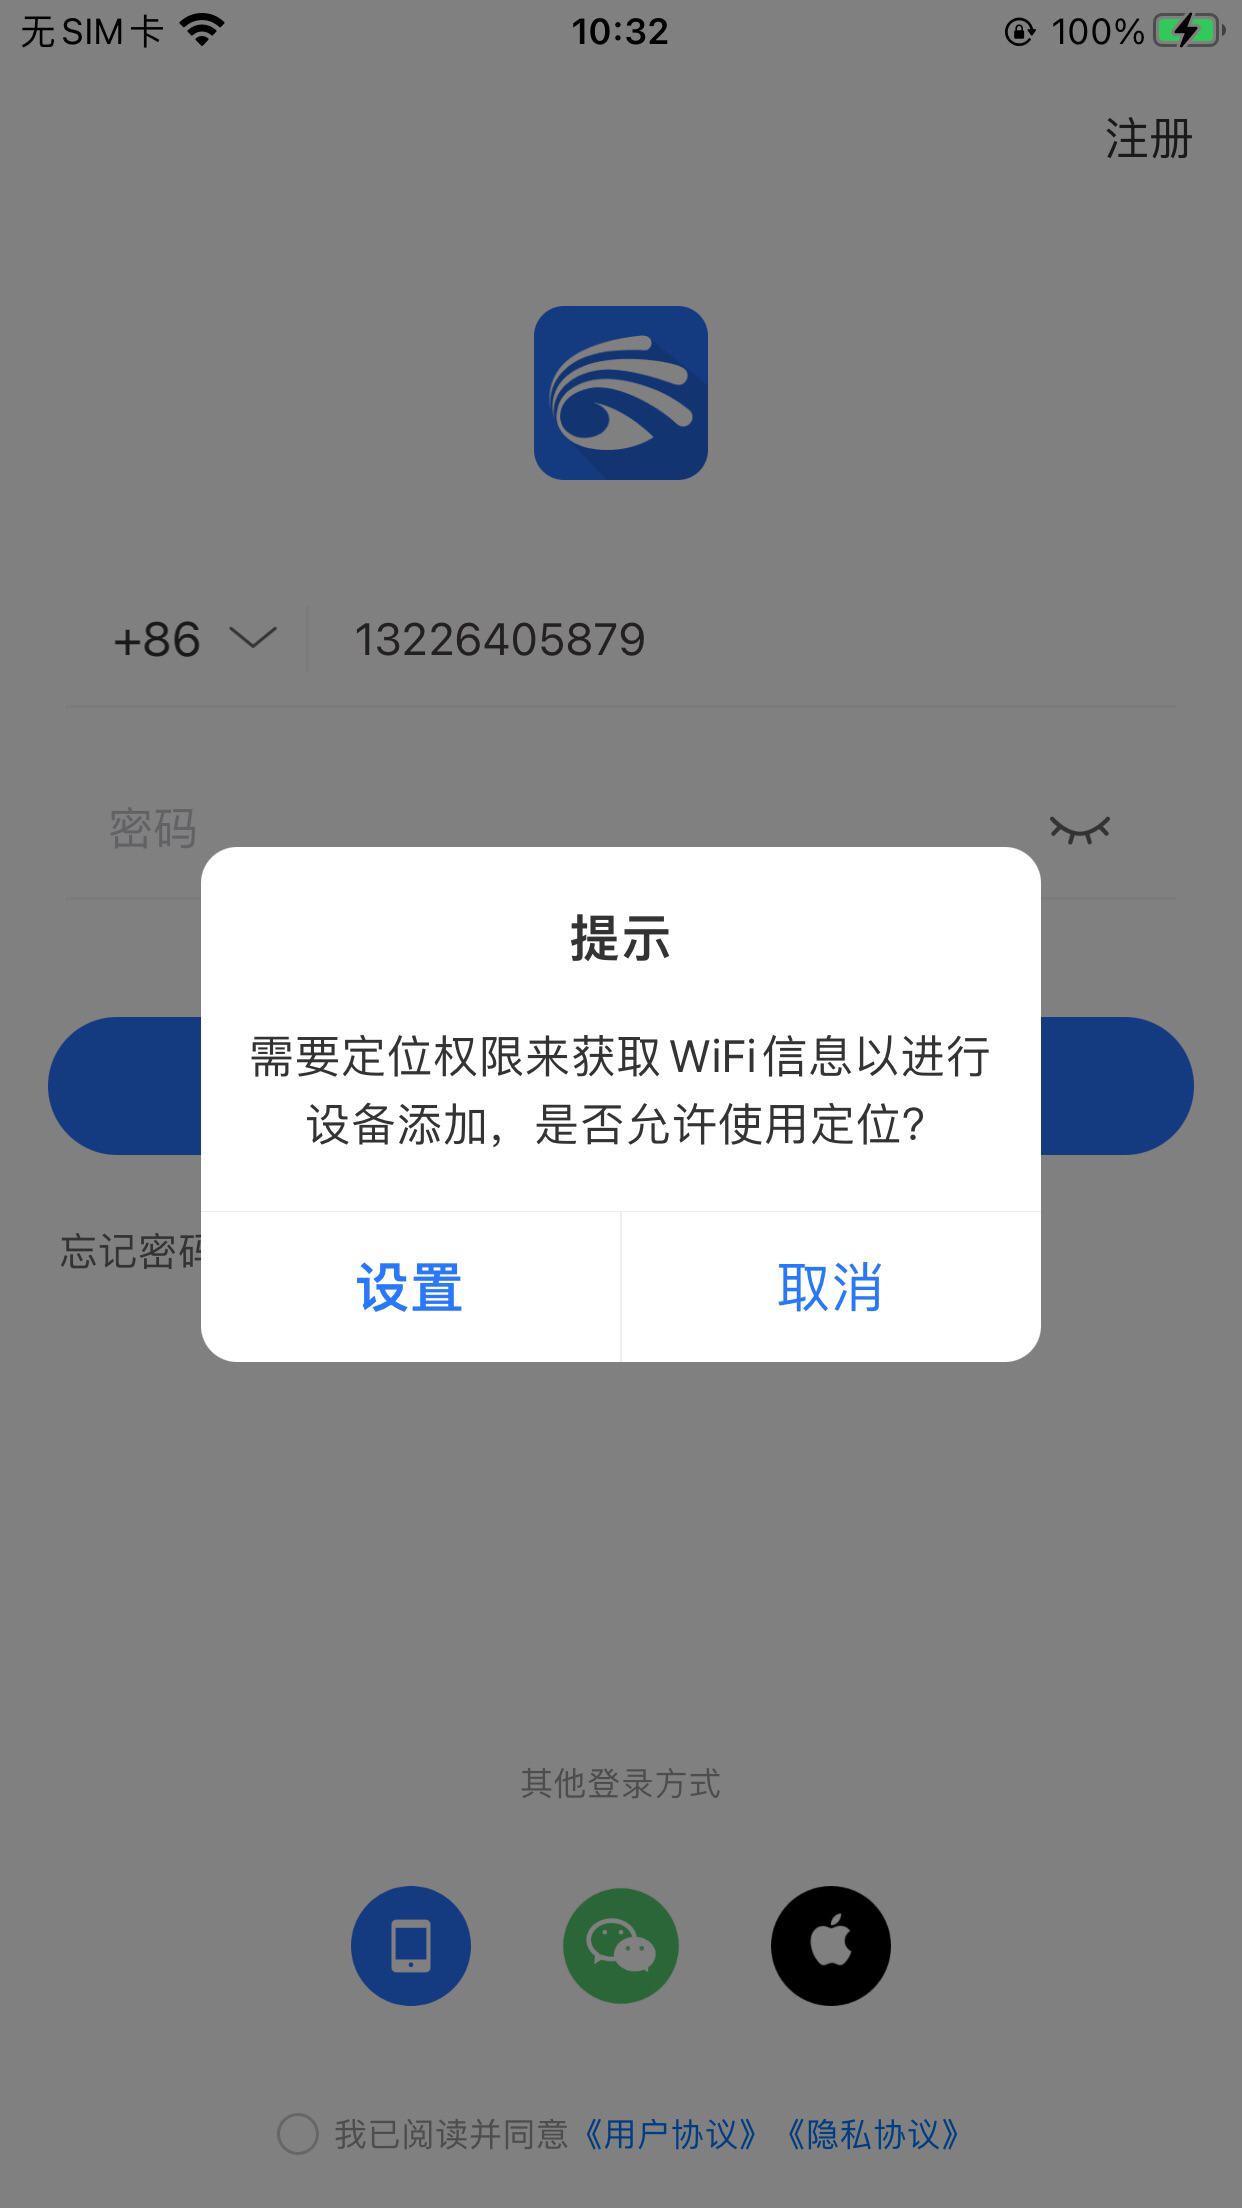 无SIM卡
10:32
100%
注册
+86
13226405879
密码
提示
需要定位权限来获取WiFi信息以进行
设备添加，是否允许使用定位?
忘记密码
设置
取消
其他登录方式
我已阅读并同意《用户协议》《隐私协议》